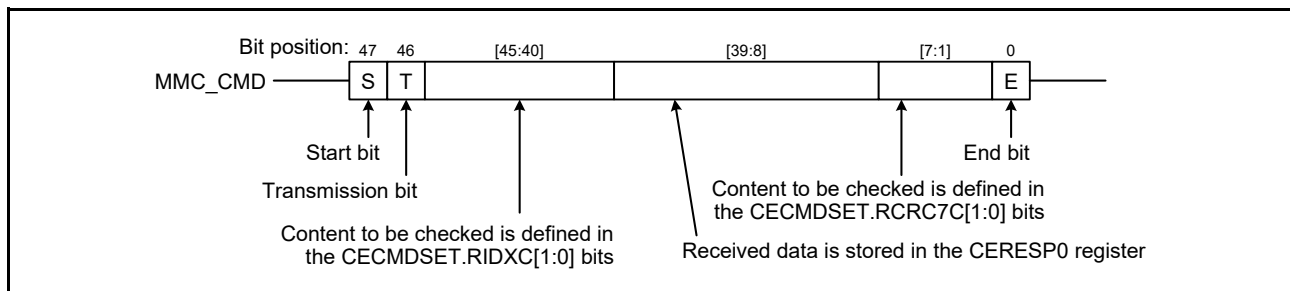 Bit position: 47 46 [45:40] [39:8] [7:1] 0
MMC_CMD S T E
Start bit End bit
Transmission bit
Content to be checked is defined in
the CECMDSET.RCRC7C[1:0] bits
Content to be checked is defined in
the CECMDSET.RIDXC[1:0] bits
Received data is stored in the CERESP0 register